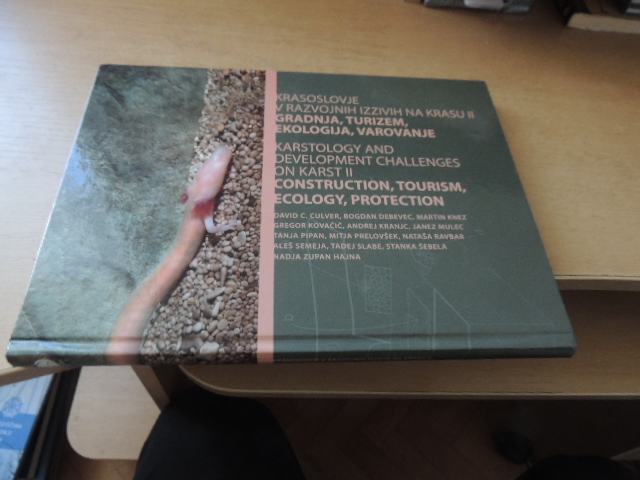 KRASOSLOVJE
V RAZVOJNIH IZZIVIH NA KRASU II
GRADNJA, TURIZEM,
EKOLOGIJA, VAROVANJE
KARSTOLOGY AND
DEVELOPMENT CHALLENGES
ON KARST II
CONSTRUCTION, TOURISM,
ECOLOGY, PROTECTION
DAVID C. CULVER, BOGDAN DEBEVEC, MARTIN KNEZ
GREGOR KOVAČIČ, ANDREJ KRANJC, JANEZ MULEC
TANJA PIPAN, MITJA PRELOVŠEK, NATAŠA RAVBAR
ALEŠ SEMEJA, TADEJ SLABE, STANKA ŠEBELA
NADJA ZUPAN HAJNA